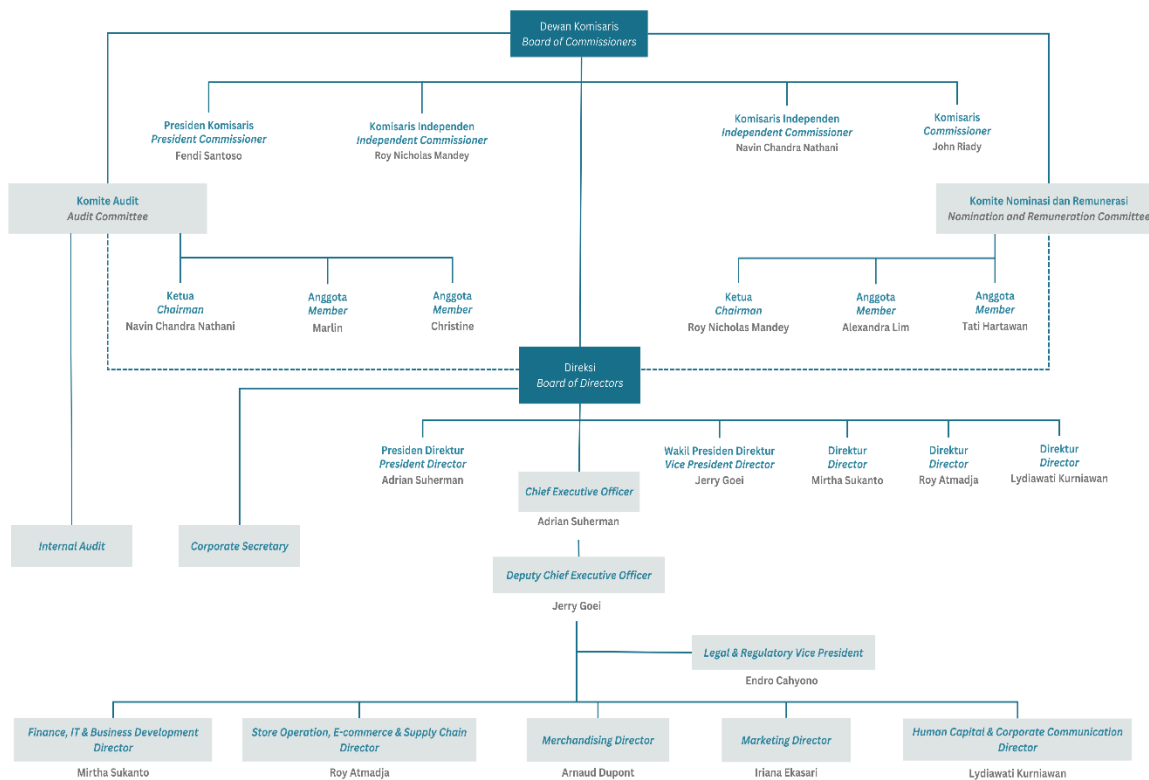 Dewan Komisaris
Board of Commissioners
Presiden Komisaris
President Commissioner
Fendi Santoso
Komisaris Independen
Independent Commissioner
Roy Nicholas Mandey
Komisaris Independen
Independent Commissioner
Navin Chandra Nathani
Komisaris
Commissioner
John Riady
Komite Audit
Audit Committee
Komite Nominasi dan Remunerasi
Nomination and Remuneration Committee
Ketua
Chairman
Navin Chandra Nathani
Anggota
Member
Marlin
Anggota
Member
Christine
Ketua
Chairman
Roy Nicholas Mandey
Anggota
Member
Alexandra Lim
Anggota
Member
Tati Hartawan
Direksi
Board of Directors
Presiden Direktur
President Director
Adrian Suherman
Wakil Presiden Direktur
Vice President Director
Jerry Goei
Direktur
Director
Mirtha Sukanto
Direktur
Director
Roy Atmadja
Direktur
Director
Lydiawati Kurniawan
Chief Executive Officer
Adrian Suherman
Internal Audit
Corporate Secretary
Deputy Chief Executive Officer
Jerry Goei
Legal & Regulatory Vice President
Endro Cahyono
Finance, IT & Business Development
Director
Mirtha Sukanto
Store Operation, E-commerce & Supply Chain
Director
Roy Atmadja
Merchandising Director
Arnaud Dupont
Marketing Director
Iriana Ekasari
Human Capital & Corporate Communication
Director
Lydiawati Kurniawan